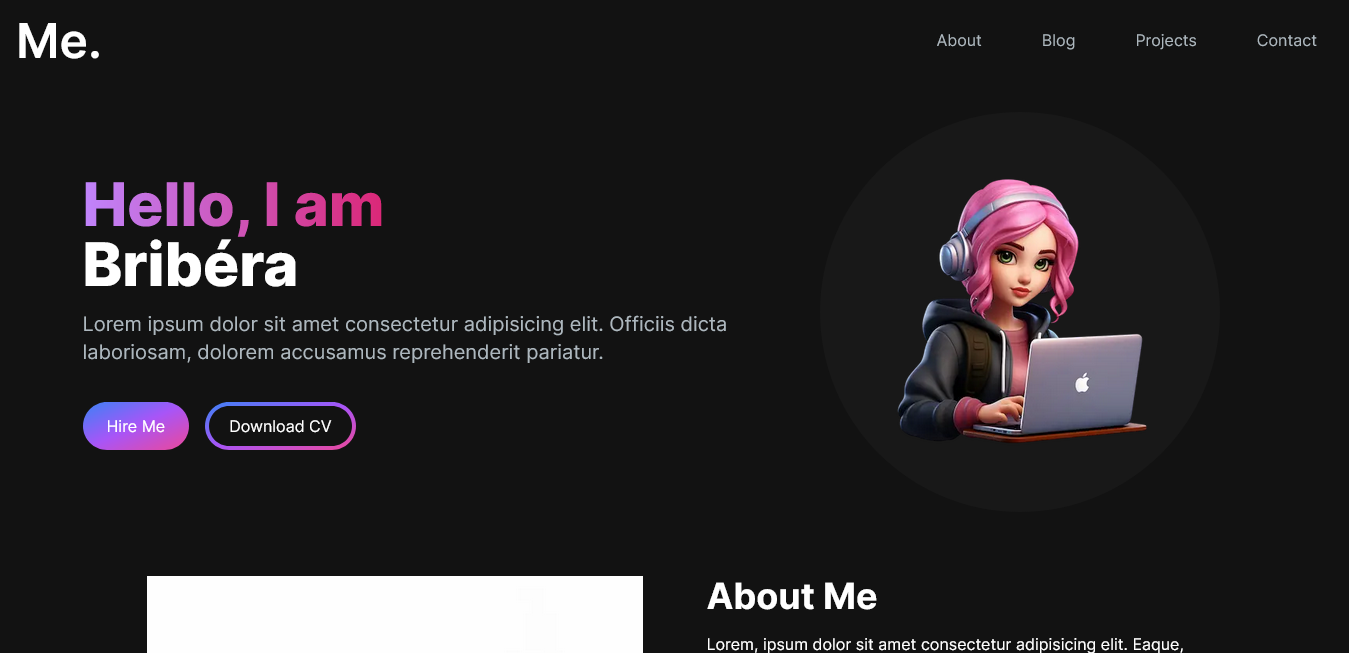 Me.
About
Blog
Projects
Contact
Hello, I am
Bribéra
Lorem ipsum dolor sit amet consectetur adipisicing elit. Officiis dicta
laboriosam, dolorem accusamus reprehenderit pariatur.
Hire Me
Download CV
About Me
Lorem, ipsum dolor sit amet consectetur adipisicing elit. Eaque,